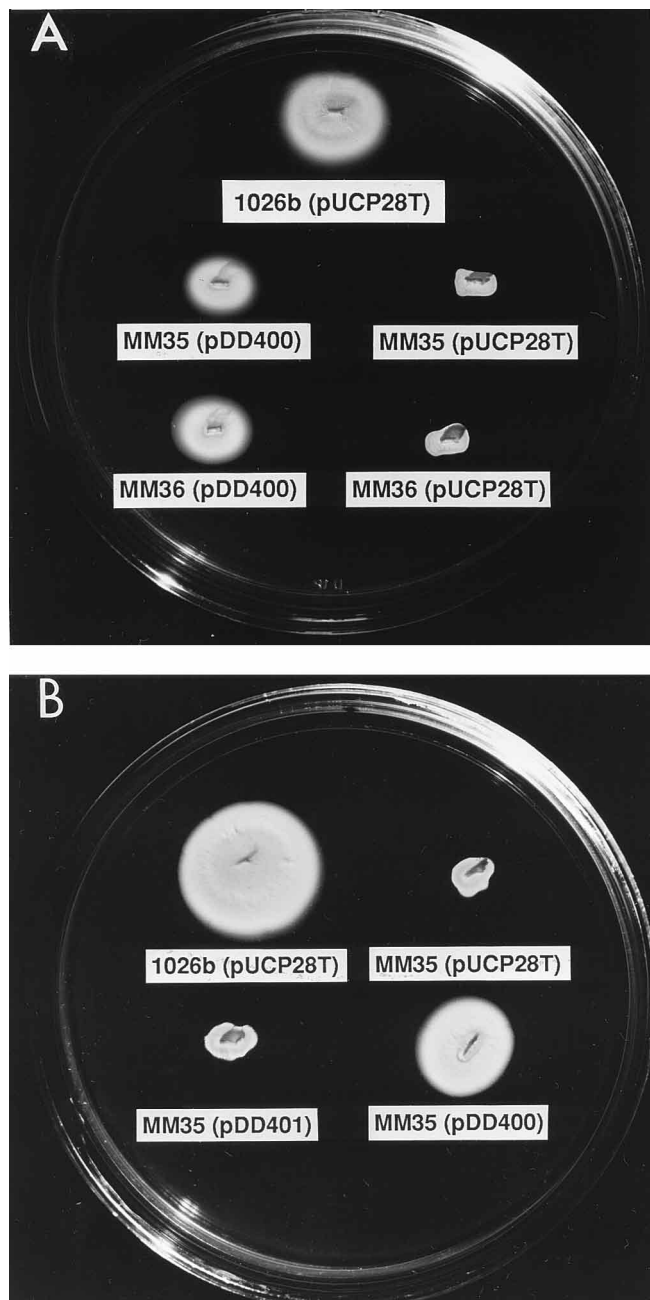 A
1026b (pUCP28T)
MM35 (pDD400) MM35 (pUCP28T)
MM36 (pDD400) MM36 (pUCP28T)
B
1026b (pUCP28T) MM35 (pUCP28T)
MM35 (pDD401) MM35 (pDD400)